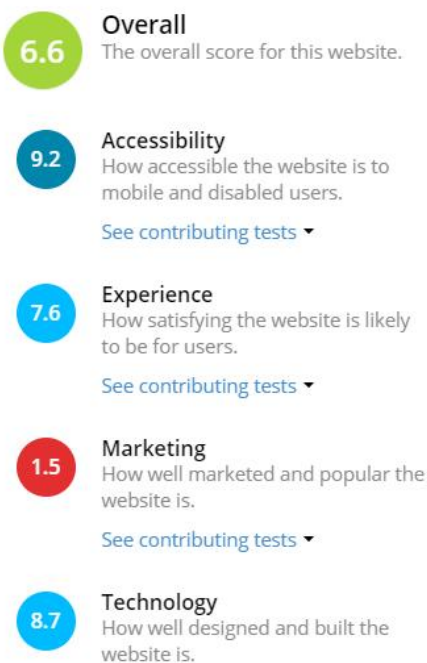 6.6
Overall
The overall score for this website.
9.2
Accessibility
How accessible the website is to
mobile and disabled users.
See contributing tests
7.6
Experience
How satisfying the website is likely
to be for users.
See contributing tests
1.5
Marketing
How well marketed and popular the
website is.
See contributing tests
8.7
Technology
How well designed and built the
website is.